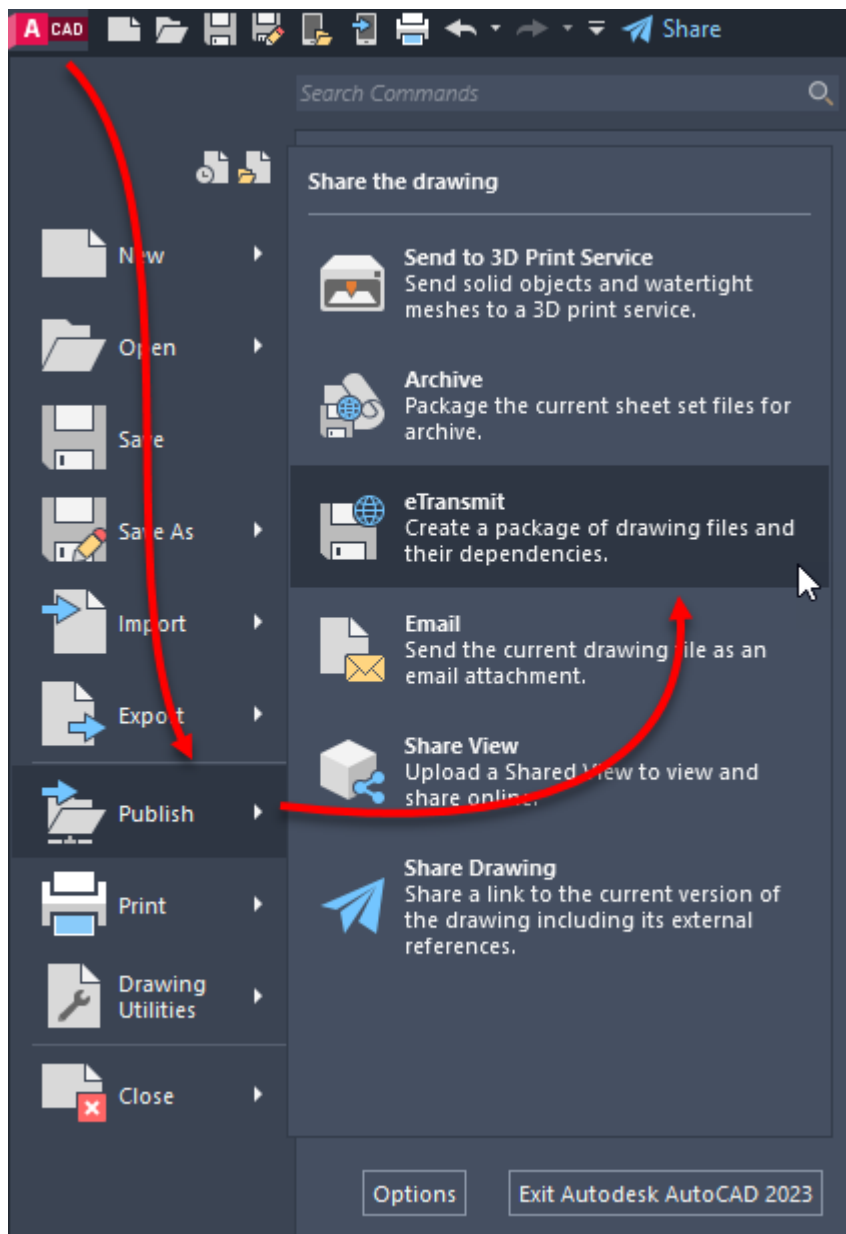 A CAD
Share
Search Commands
Share the drawing
New
Open
Save
Save As
Import
Export
Publish
Print
Drawing
Utilities
Close
Send to 3D Print Service
Send solid objects and watertight
meshes to a 3D print service.
Archive
Package the current sheet set files for
archive.
eTransmit
Create a package of drawing files and
their dependencies.
Email
Send the current drawing file as an
email attachment.
Share View
Upload a Shared View to view and
share online.
Share Drawing
Share a link to the current version of
the drawing including its external
references.
Options
Exit Autodesk AutoCAD 2023